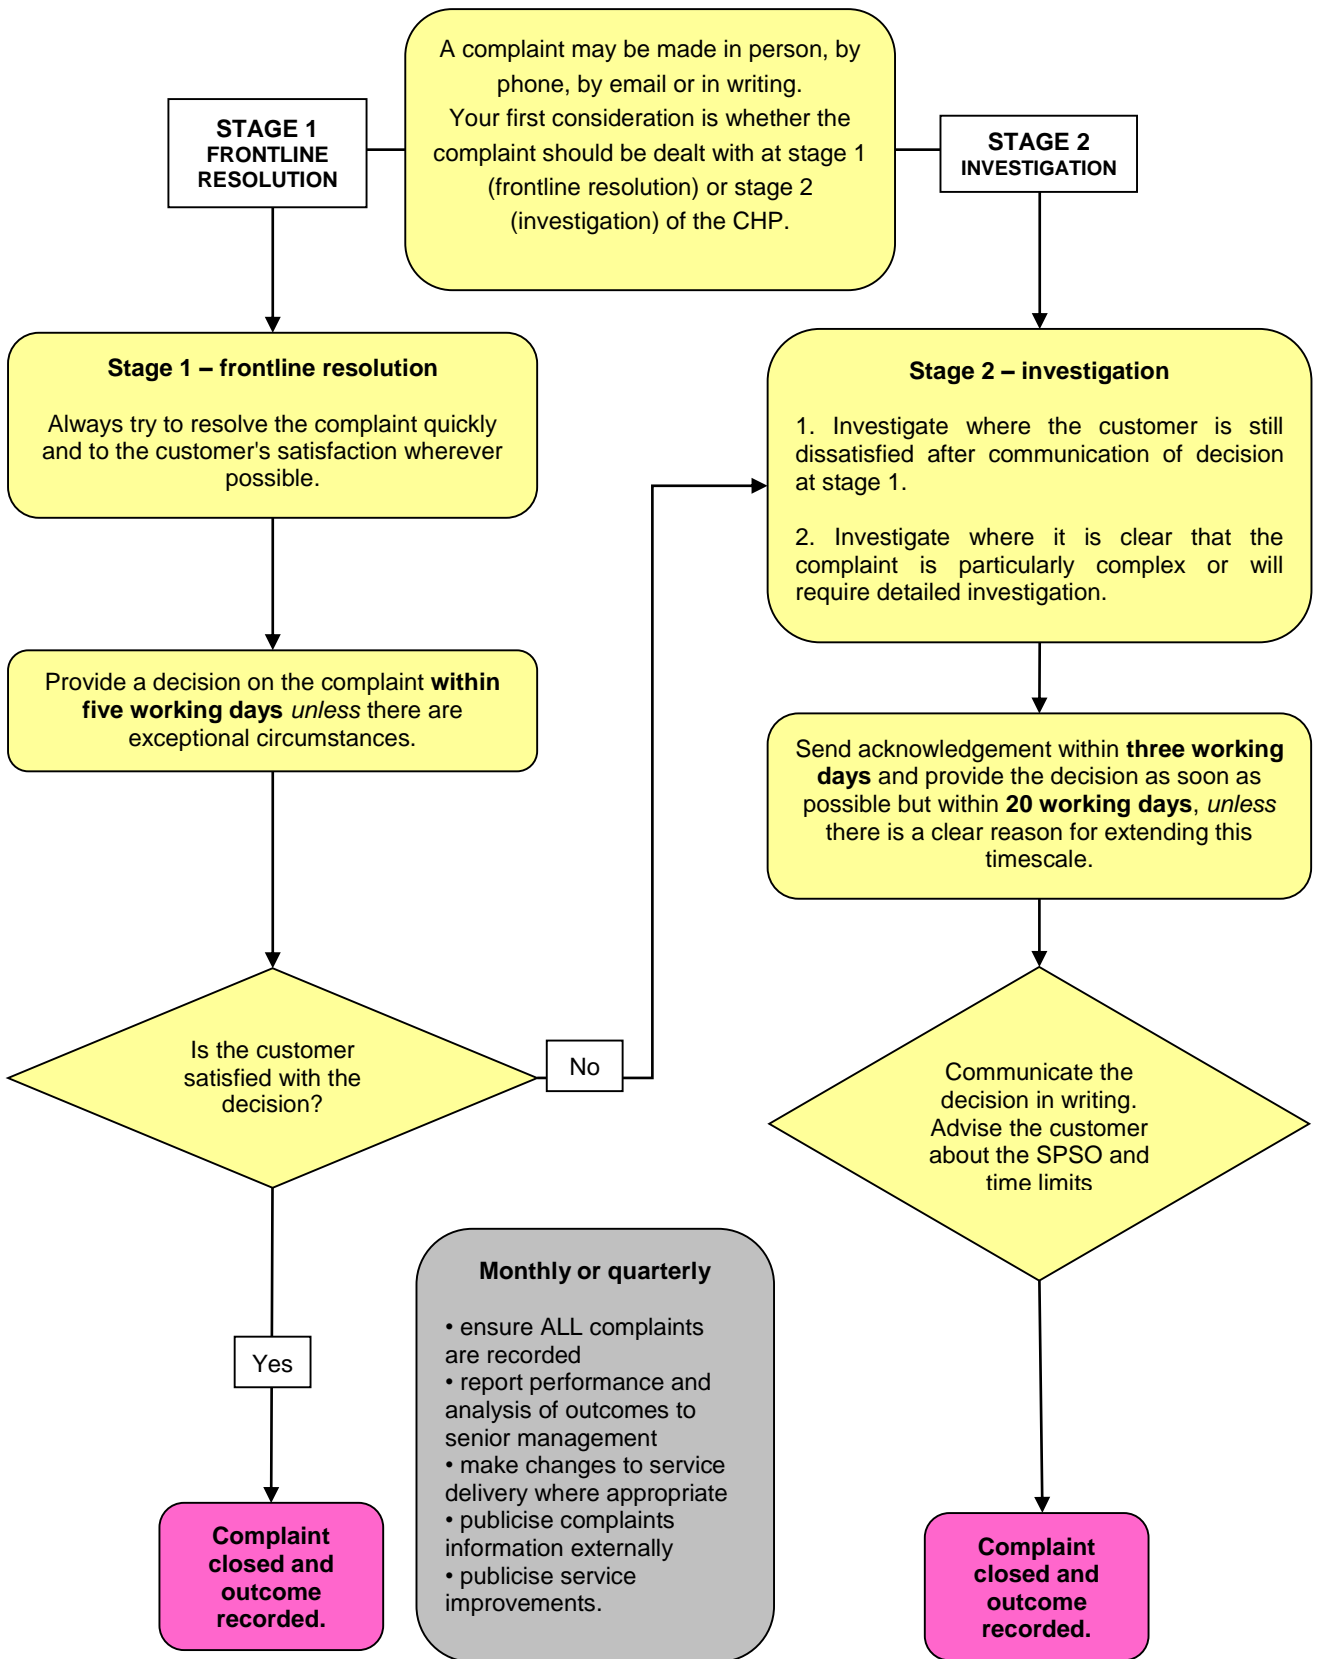 A complaint may be made in person, by
phone, by email or in writing.
Your first consideration is whether the
complaint should be dealt with at stage 1
(frontline resolution) or stage 2
(investigation) of the CHP.
STAGE 1
FRONTLINE
RESOLUTION
STAGE 2
INVESTIGATION
Stage 1 – frontline resolution
Always try to resolve the complaint quickly
and to the customer's satisfaction wherever
possible.
Provide a decision on the complaint within
five working days unless there are
exceptional circumstances.
Is the customer
satisfied with the
decision?
No
Yes
Complaint
closed and
outcome
recorded.
Stage 2 – investigation
1. Investigate where the customer is still
dissatisfied after communication of decision
at stage 1.
2. Investigate where it is clear that the
complaint is particularly complex or will
require detailed investigation.
Send acknowledgement within three working
days and provide the decision as soon as
possible but within 20 working days, unless
there is a clear reason for extending this
timescale.
Communicate the
decision in writing.
Advise the customer
about the SPSO and
time limits
Complaint
closed and
outcome
recorded.
Monthly or quarterly
• ensure ALL complaints
are recorded
• report performance and
analysis of outcomes to
senior management
• make changes to service
delivery where appropriate
• publicise complaints
information externally
• publicise service
improvements.